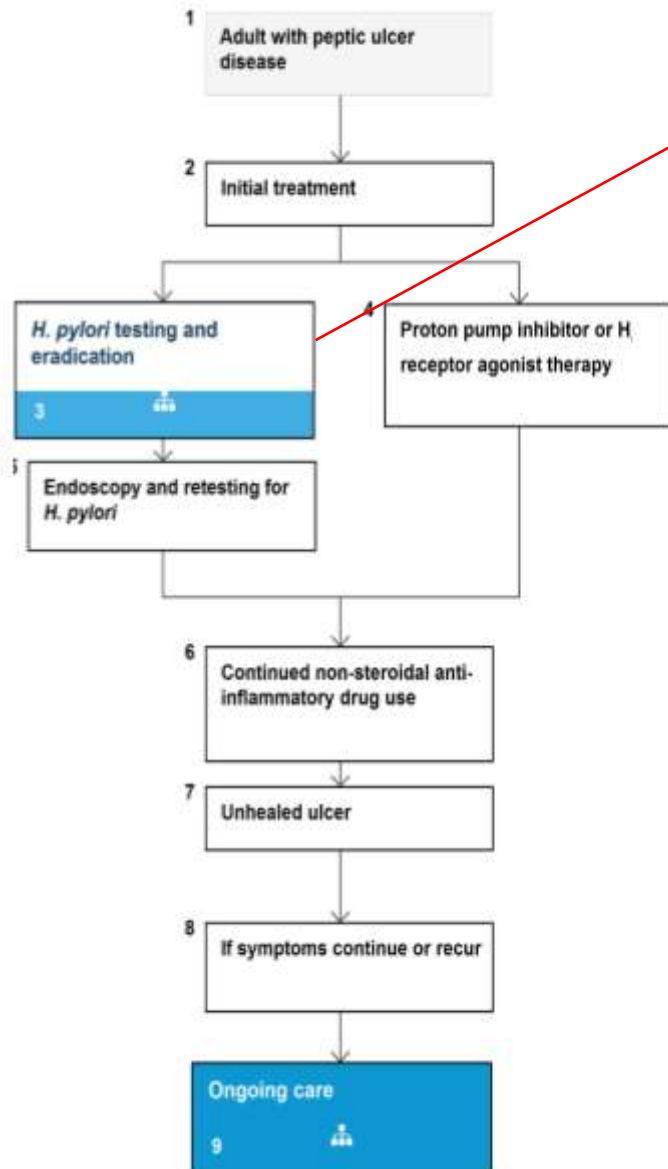 1
Adult with peptic ulcer
disease
2
Initial treatment
H. pylori testing and
eradication
3
4
Proton pump inhibitor or H
receptor agonist therapy
Endoscopy and retesting for
H. pylori
6
Continued non-steroidal anti-
inflammatory drug use
7
Unhealed ulcer
8
If symptoms continue or recur
Ongoing care
9